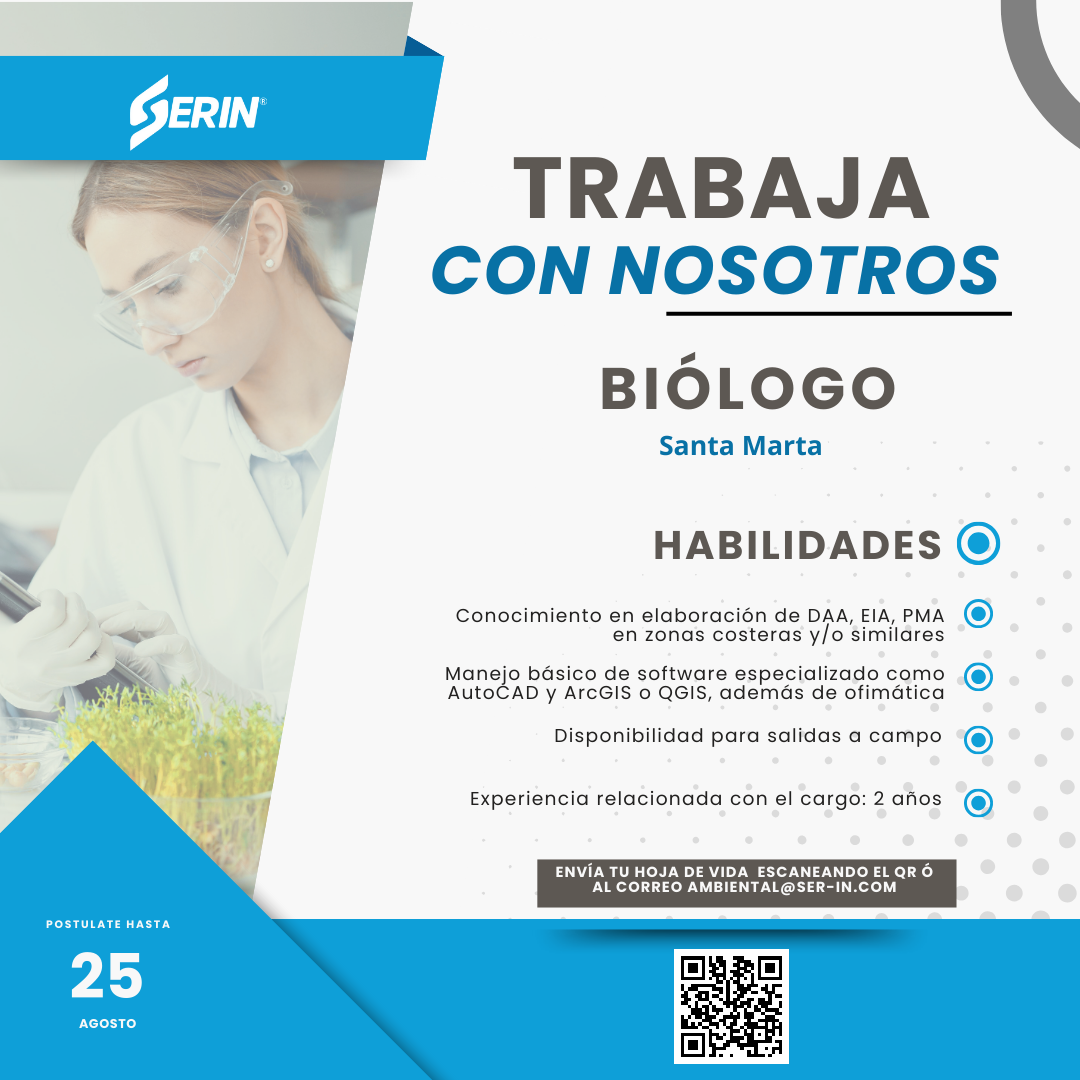 SERIN®
TRABAJA
CON NOSOTROS
BIÓLOGO
Santa Marta
HABILIDADES
Conocimiento en elaboración de DAA, EIA, PMA
en zonas costeras y/o similares
Manejo básico de software especializado como
AutoCAD y ArcGIS o QGIS, además de ofimática
Disponibilidad para salidas a campo
Experiencia relacionada con el cargo: 2 años
ENVÍA TU HOJA DE VIDA  ESCANEANDO EL QR Ó
AL CORREO AMBIENTAL@SER-IN.COM
POSTULATE HASTA
25
AGOSTO